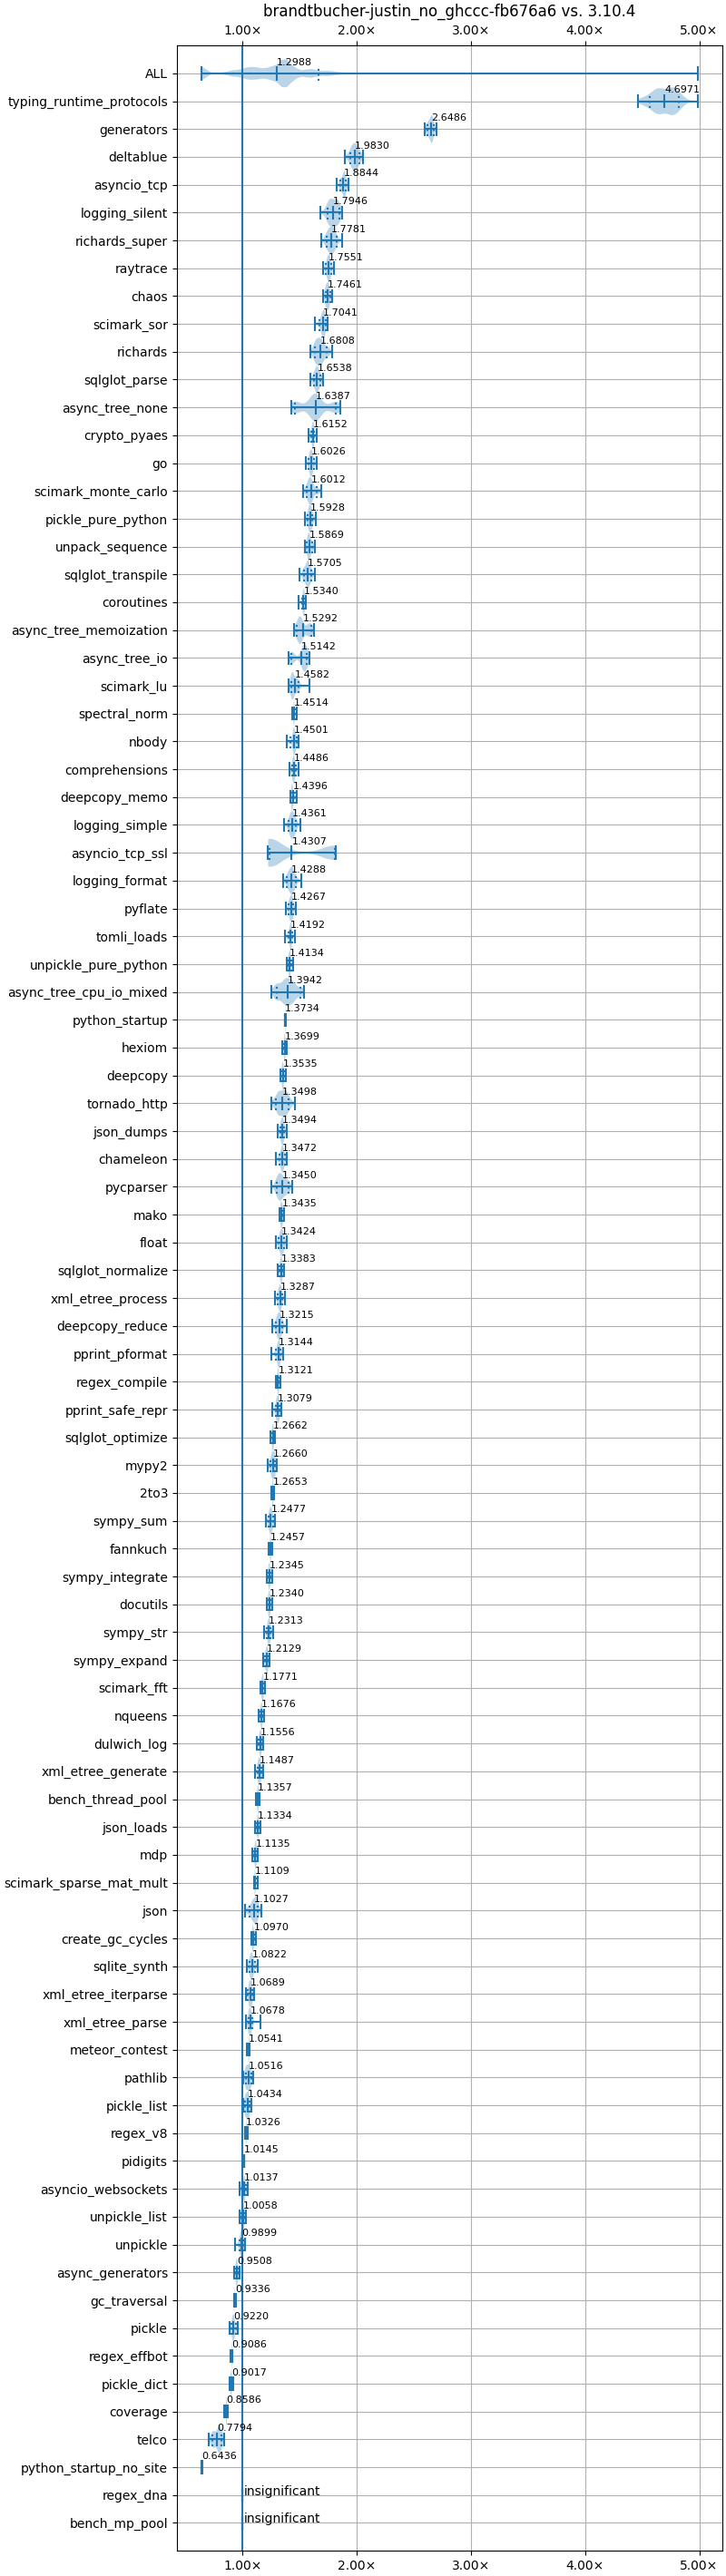 brandtbucher-justin_no_ghccc-fb676a6 vs. 3.10.4
1.00× 2.00× 3.00× 4.00× 5.00×
ALL 1.2988
typing_runtime_protocols 4.6971
generators 2.6486
deltablue 1.9830
asyncio_tcp 1.8844
logging_silent 1.7946
richards_super 1.7781
raytrace 1.7551
chaos 1.7461
scimark_sor 1.7041
richards 1.6808
sqlglot_parse 1.6538
async_tree_none 1.6387
crypto_pyaes 1.6152
go 1.6026
scimark_monte_carlo 1.6012
pickle_pure_python 1.5928
unpack_sequence 1.5869
sqlglot_transpile 1.5705
coroutines 1.5340
async_tree_memoization 1.5292
async_tree_io 1.5142
scimark_lu 1.4582
spectral_norm 1.4514
nbody 1.4501
comprehensions 1.4486
deepcopy_memo 1.4396
logging_simple 1.4361
asyncio_tcp_ssl 1.4307
logging_format 1.4288
pyflate 1.4267
tomli_loads 1.4192
unpickle_pure_python 1.4134
async_tree_cpu_io_mixed 1.3942
python_startup 1.3734
hexiom 1.3699
deepcopy 1.3535
tornado_http 1.3498
json_dumps 1.3494
chameleon 1.3472
pycparser 1.3450
mako 1.3435
float 1.3424
sqlglot_normalize 1.3383
xml_etree_process 1.3287
deepcopy_reduce 1.3215
pprint_pformat 1.3144
regex_compile 1.3121
pprint_safe_repr 1.3079
sqlglot_optimize 1.2662
mypy2 1.2660
2to3 1.2653
sympy_sum 1.2477
fannkuch 1.2457
sympy_integrate 1.2345
docutils 1.2340
sympy_str 1.2313
sympy_expand 1.2129
scimark_fft 1.1771
nqueens 1.1676
dulwich_log 1.1556
xml_etree_generate 1.1487
bench_thread_pool 1.1357
json_loads 1.1334
mdp 1.1135
scimark_sparse_mat_mult 1.1109
json 1.1027
create_gc_cycles 1.0970
sqlite_synth 1.0822
xml_etree_iterparse 1.0689
xml_etree_parse 1.0678
meteor_contest 1.0541
pathlib 1.0516
pickle_list 1.0434
regex_v8 1.0326
pidigits 1.0145
asyncio_websockets 1.0137
unpickle_list 1.0058
unpickle 0.9899
async_generators 0.9508
gc_traversal 0.9336
pickle 0.9220
regex_effbot 0.9086
pickle_dict 0.9017
coverage 0.8586
telco 0.7794
python_startup_no_site 0.6436
regex_dna insignificant
bench_mp_pool insignificant
1.00× 2.00× 3.00× 4.00× 5.00×